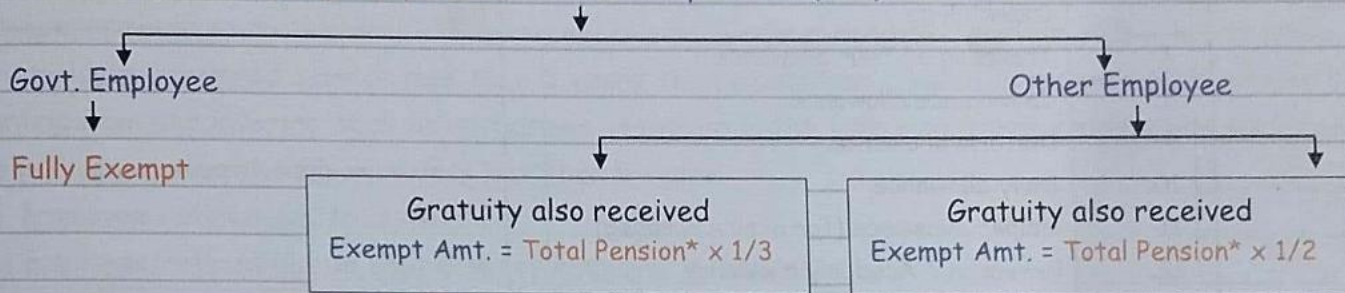 Govt. Employee
Other Employee
Fully Exempt
Gratuity also received
Exempt Amt. = Total Pension* x 1/3
Gratuity also received
Exempt Amt. = Total Pension* x 1/2